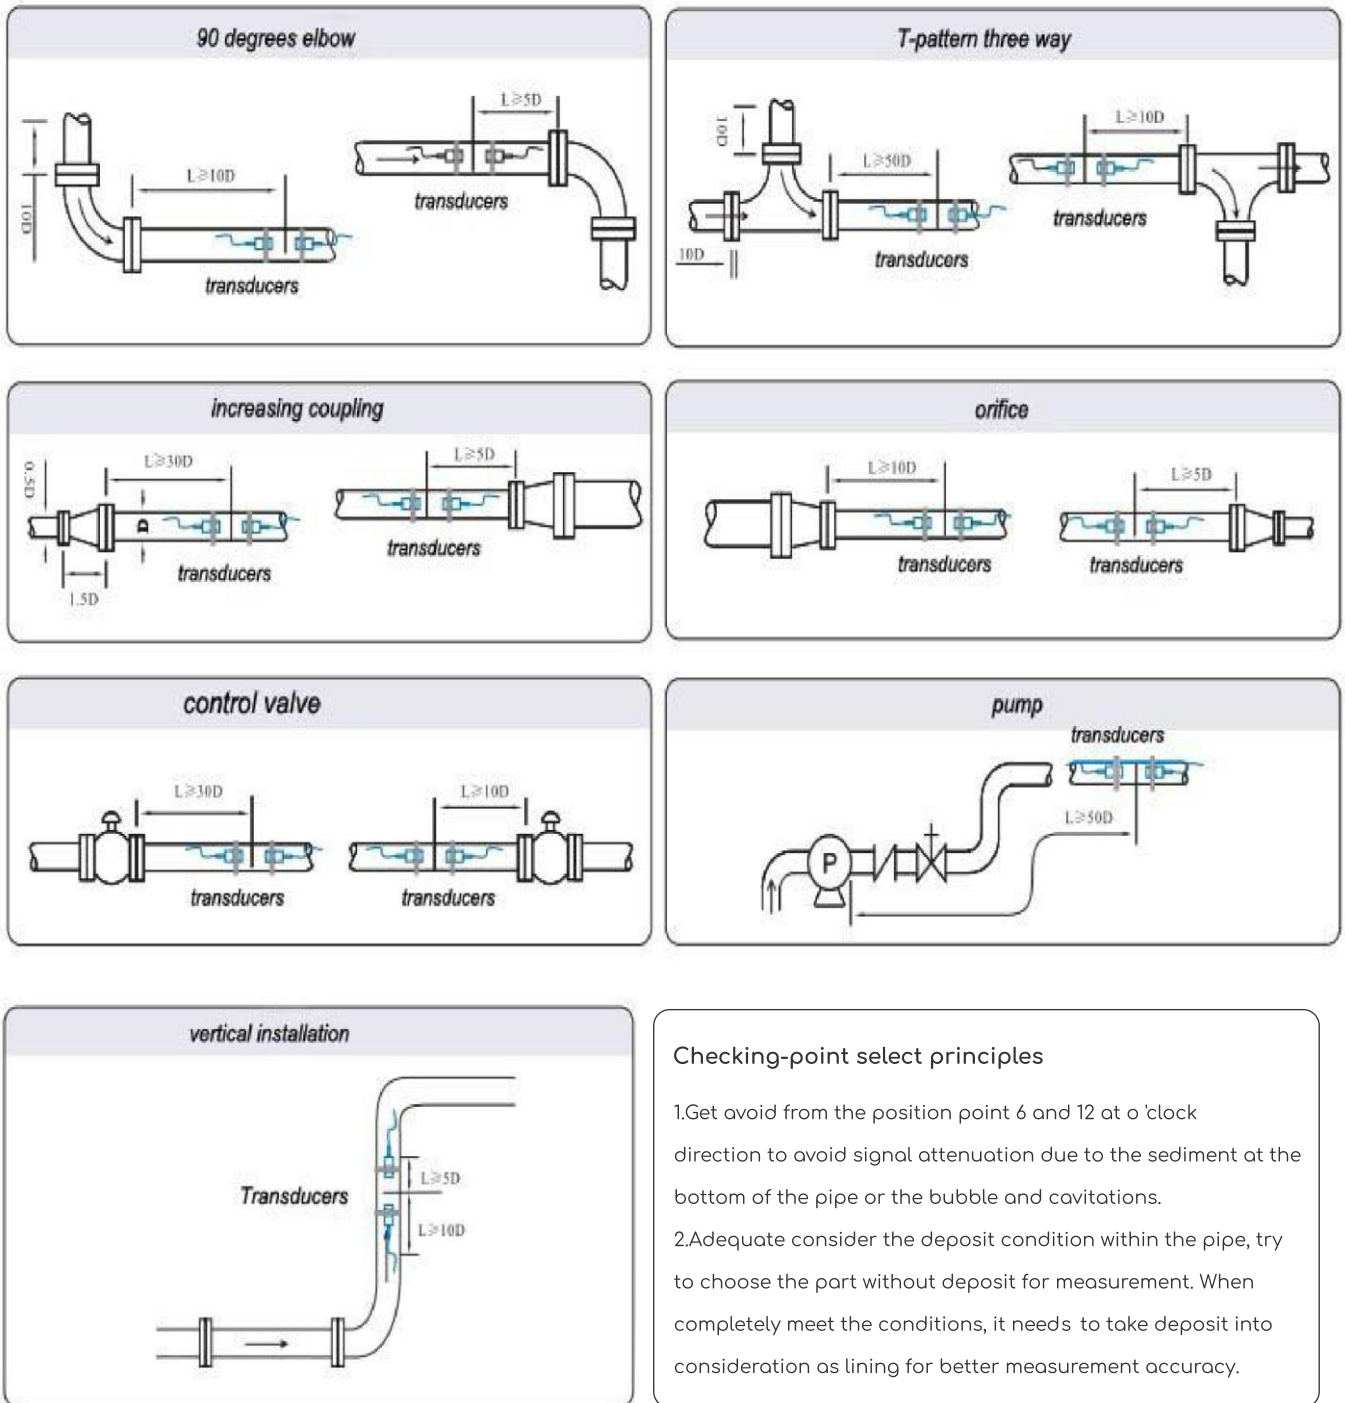 90 degrees elbow
L≥5D
L≥10D
10D
transducers
transducers
T-pattern three way
10D
L≥10D
L≥50D
transducers
10D
transducers
increasing coupling
0.5D
L≥30D
L≥5D
D
transducers
transducers
1.5D
orifice
L≥10D
L≥5D
transducers
transducers
control valve
L≥30D
L≥10D
transducers
transducers
pump
transducers
L≥50D
P
vertical installation
Transducers
L≥5D
L≥10D
Checking-point select principles
1.Get avoid from the position point 6 and 12 at o 'clock
direction to avoid signal attenuation due to the sediment at the
bottom of the pipe or the bubble and cavitations.
2.Adequate consider the deposit condition within the pipe, try
to choose the part without deposit for measurement. When
completely meet the conditions, it needs to take deposit into
consideration as lining for better measurement accuracy.